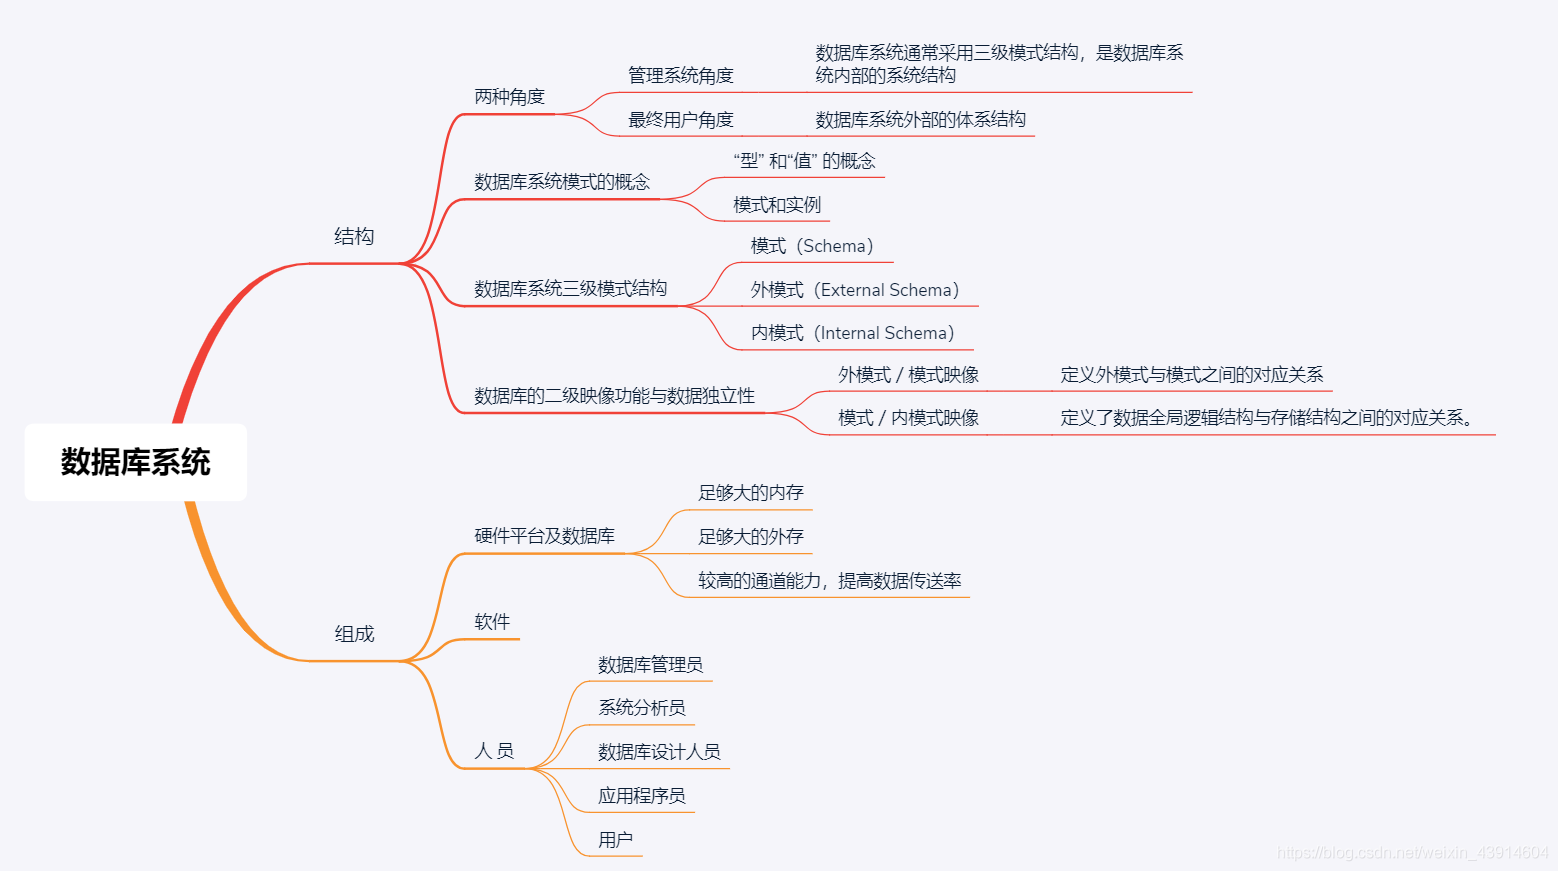 数据库系统
结构
两种角度
管理系统角度
数据库系统通常采用三级模式结构，是数据库系
统内部的系统结构
最终用户角度
数据库系统外部的体系结构
数据库系统模式的概念
“型” 和“值” 的概念
模式和实例
数据库系统三级模式结构
模式（Schema）
外模式（External Schema）
内模式（Internal Schema）
数据库的二级映像功能与数据独立性
外模式 / 模式映像
定义外模式与模式之间的对应关系
模式 / 内模式映像
定义了数据全局逻辑结构与存储结构之间的对应关系。
组成
硬件平台及数据库
足够大的内存
足够大的外存
较高的通道能力，提高数据传送率
软件
人 员
数据库管理员
系统分析员
数据库设计人员
应用程序员
用户
https://blog.csdn.net/weixin_43914604